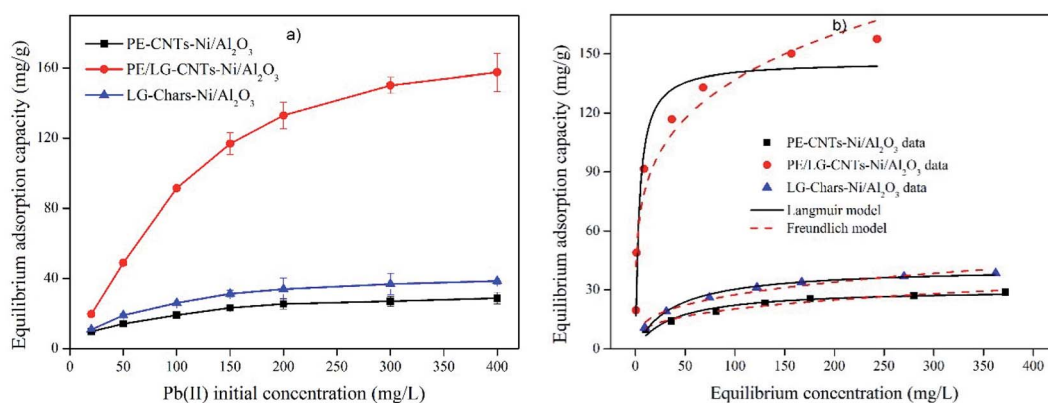 a)
PE-CNTs-Ni/Al₂O₃
PE/LG-CNTs-Ni/Al₂O₃
LG-Chars-Ni/Al₂O₃
Equilibrium adsorption capacity (mg/g)
160
120
80
40
0
0 50 100 150 200 250 300 350 400
Pb(II) initial concentration (mg/L)
b)
PE-CNTs-Ni/Al₂O₃ data
PE/LG-CNTs-Ni/Al₂O₃ data
LG-Chars-Ni/Al₂O₃ data
Langmuir model
Freundlich model
Equilibrium adsorption capacity (mg/g)
150
120
90
60
30
0
0 50 100 150 200 250 300 350 400
Equilibrium concentration (mg/L)